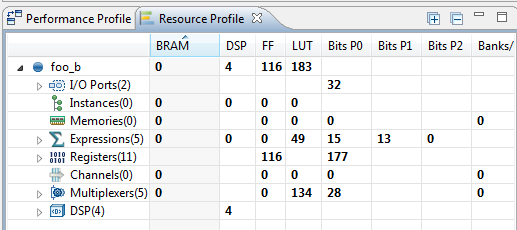 Performance Profile Resource Profile
BRAM DSP FF LUT Bits P0 Bits P1 Bits P2 Banks/
foo_b 0 4 116 183
I/O Ports(2) 32
Instances(0) 0 0 0 0
Memories(0) 0 0 0 0 0
Expressions(5) 0 0 0 49 15 13 0
Registers(11) 116 177
Channels(0) 0 0 0 0 0
Multiplexers(5) 0 0 134 28 0
DSP(4) 4